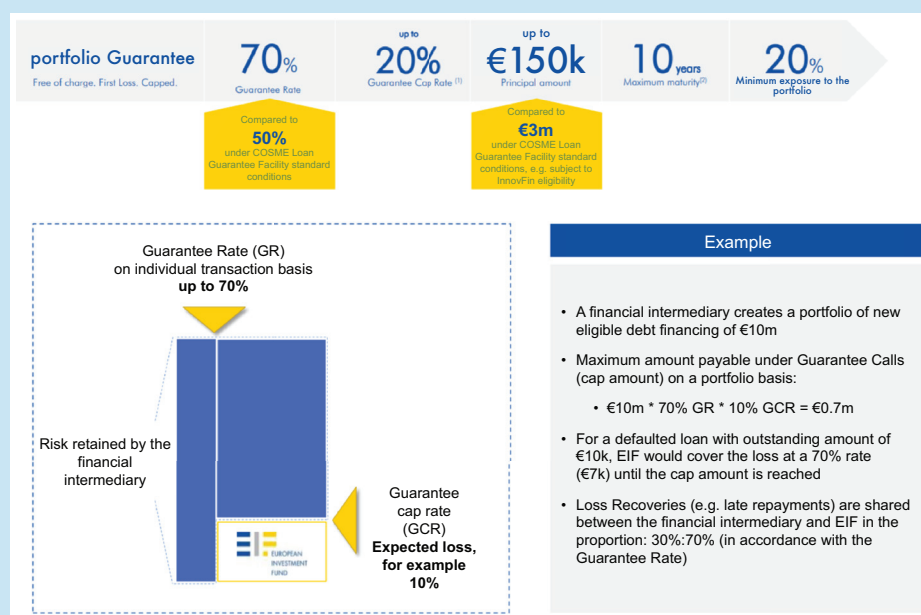 portfolio Guarantee
Free of charge. First Loss. Capped.
70%
Guarantee Rate
up to
20%
Guarantee Cap Rate (1)
up to
€150k
Principal amount
10 years
Maximum maturity(2)
20%
Minimum exposure to the
portfolio
Compared to
50%
under COSME Loan
Guarantee Facility standard
conditions
Compared to
€3m
under COSME Loan
Guarantee Facility standard
conditions, e.g. subject to
InnovFin eligibility
Guarantee Rate (GR)
on individual transaction basis
up to 70%
Risk retained by the
financial
intermediary
EIF
EUROPEAN
INVESTMENT
FUND
Guarantee
cap rate
(GCR)
Expected loss,
for example
10%
Example
• A financial intermediary creates a portfolio of new
eligible debt financing of €10m
• Maximum amount payable under Guarantee Calls
(cap amount) on a portfolio basis:
• €10m * 70% GR * 10% GCR = €0.7m
• For a defaulted loan with outstanding amount of
€10k, EIF would cover the loss at a 70% rate
(€7k) until the cap amount is reached
• Loss Recoveries (e.g. late repayments) are shared
between the financial intermediary and EIF in the
proportion: 30%:70% (in accordance with the
Guarantee Rate)